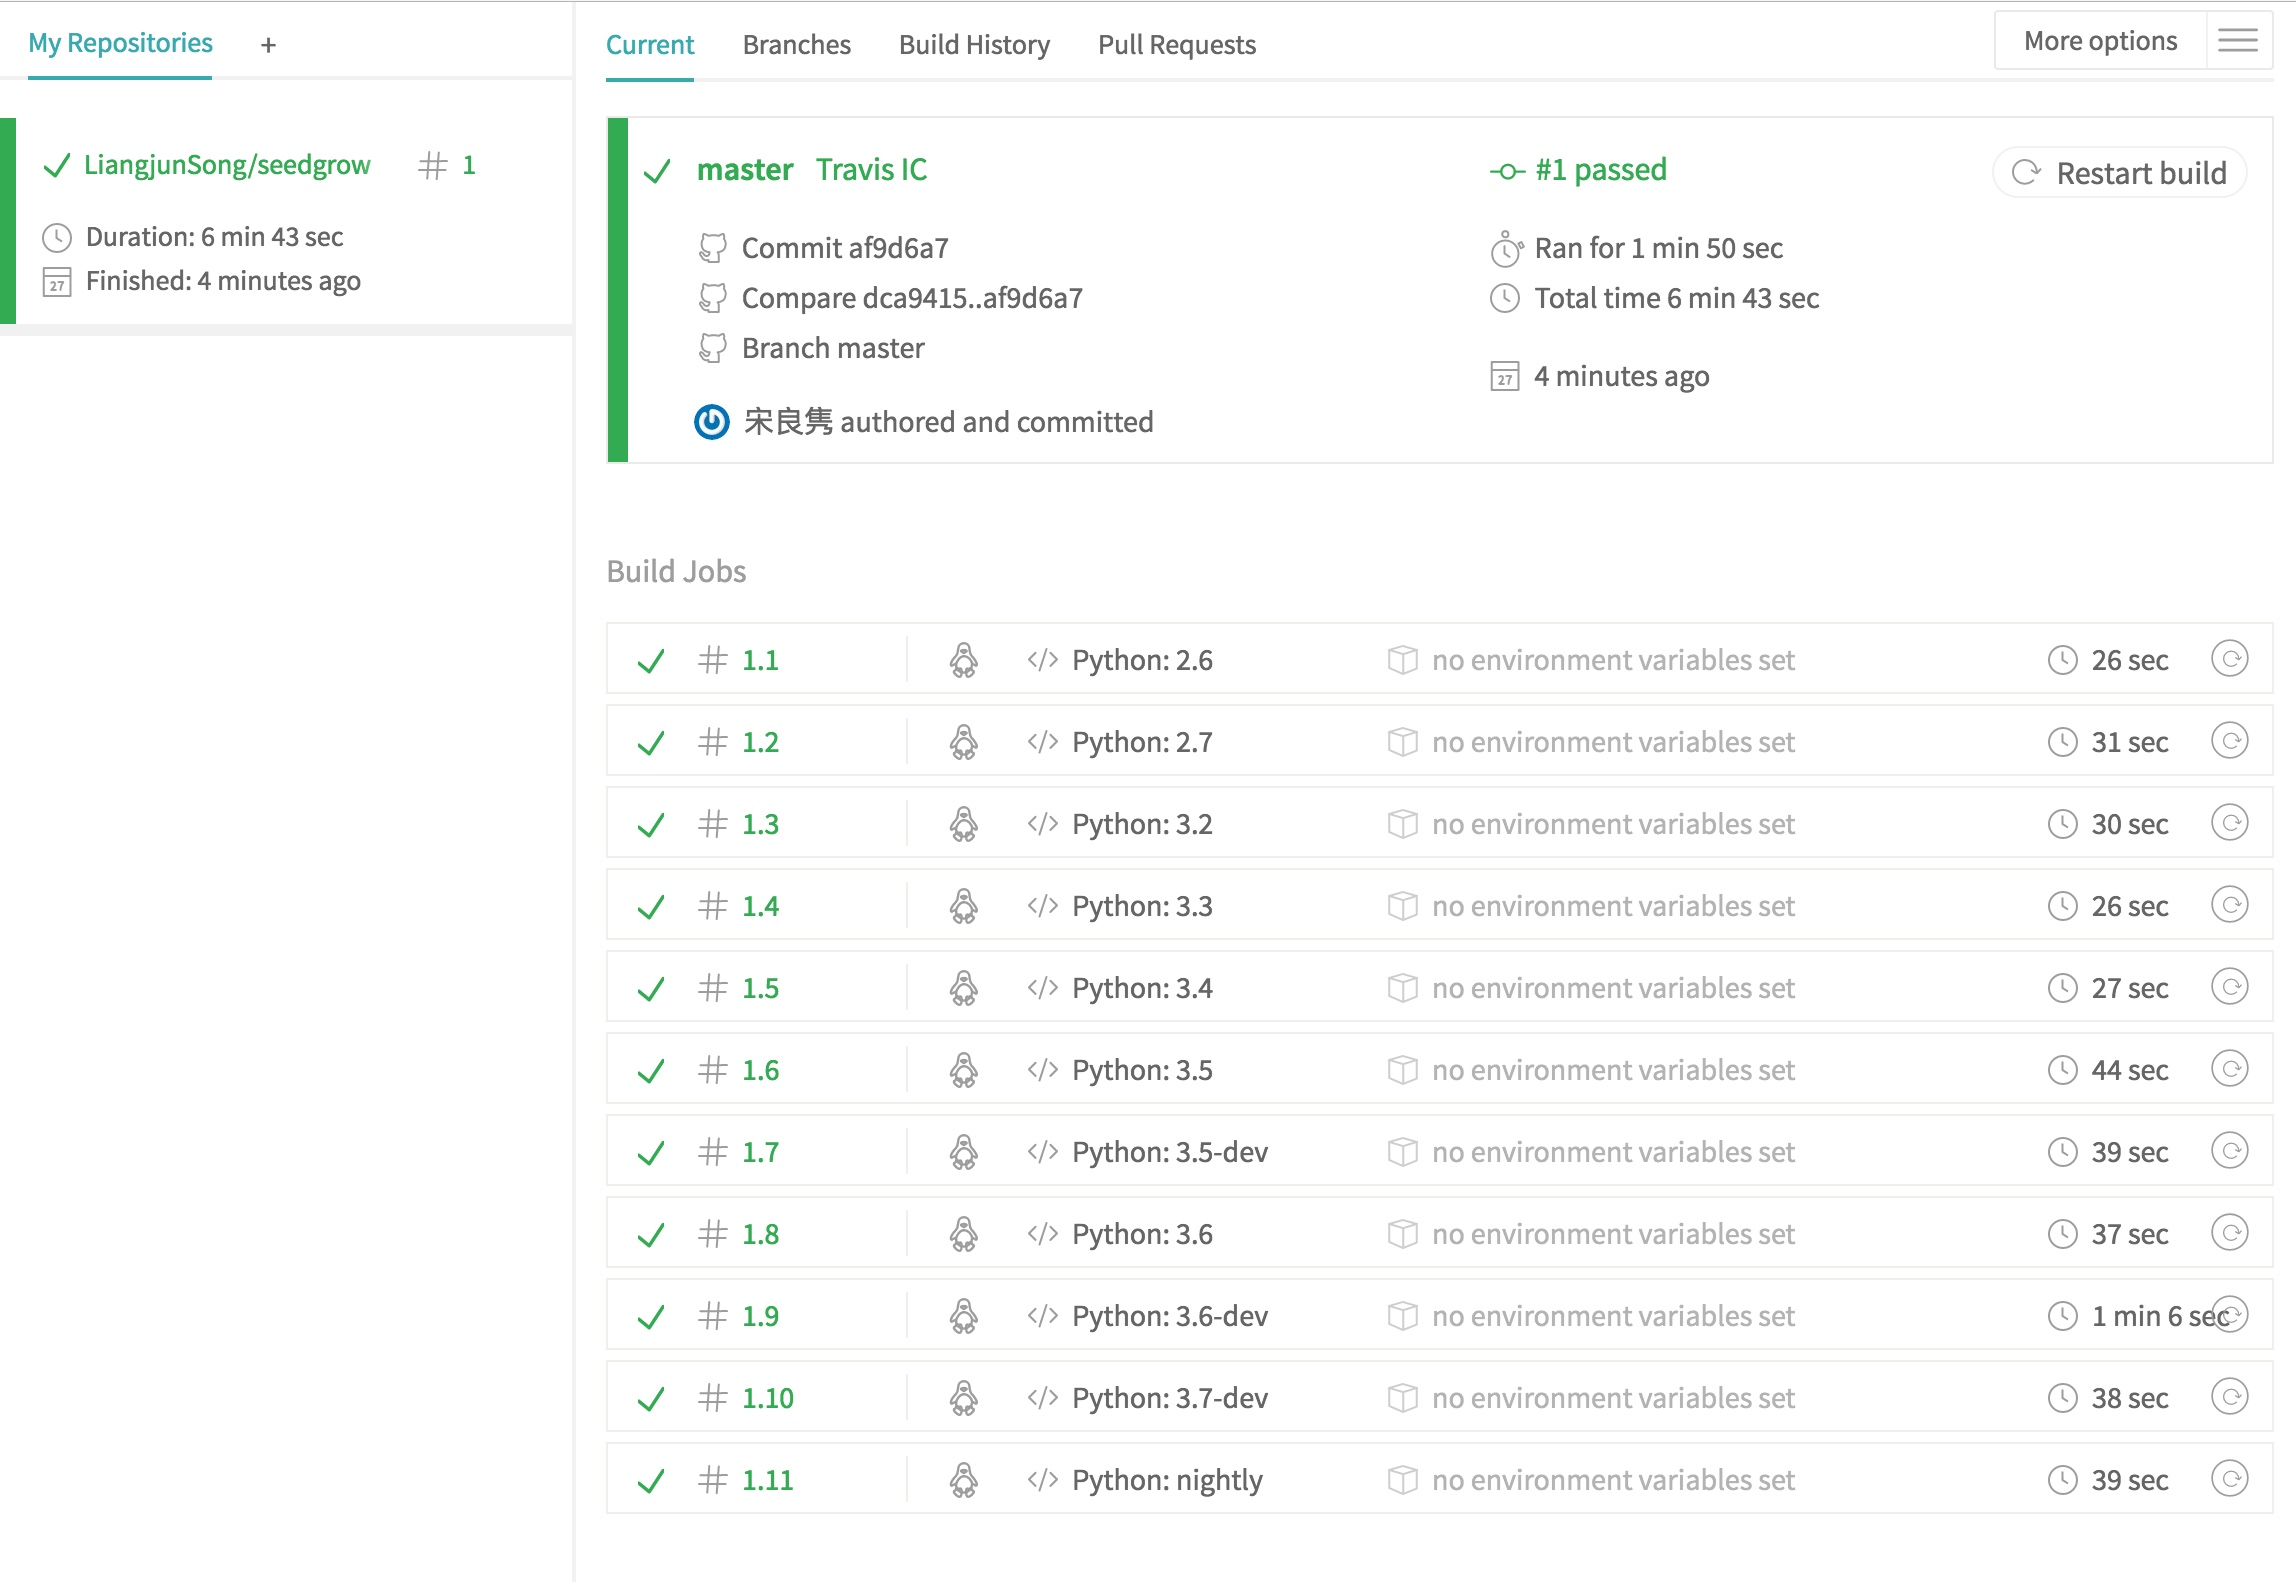 My Repositories +
LiangjunSong/seedgrow # 1
Duration: 6 min 43 sec
27 Finished: 4 minutes ago
Current Branches Build History Pull Requests More options
master Travis IC
Commit af9d6a7
Compare dca9415..af9d6a7
Branch master
宋良隽 authored and committed
#1 passed
Ran for 1 min 50 sec
Total time 6 min 43 sec
27 4 minutes ago
Restart build
Build Jobs
# 1.1 </> Python: 2.6 no environment variables set 26 sec
# 1.2 </> Python: 2.7 no environment variables set 31 sec
# 1.3 </> Python: 3.2 no environment variables set 30 sec
# 1.4 </> Python: 3.3 no environment variables set 26 sec
# 1.5 </> Python: 3.4 no environment variables set 27 sec
# 1.6 </> Python: 3.5 no environment variables set 44 sec
# 1.7 </> Python: 3.5-dev no environment variables set 39 sec
# 1.8 </> Python: 3.6 no environment variables set 37 sec
# 1.9 </> Python: 3.6-dev no environment variables set 1 min 6 sec
# 1.10 </> Python: 3.7-dev no environment variables set 38 sec
# 1.11 </> Python: nightly no environment variables set 39 sec